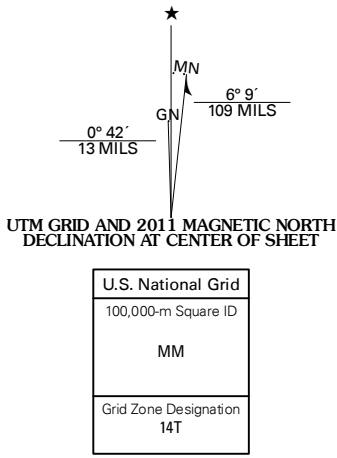 ★
MN
6° 9´
109 MILS
GN
0° 42´
13 MILS
UTM GRID AND 2011 MAGNETIC NORTH
DECLINATION AT CENTER OF SHEET
U.S. National Grid
100,000-m Square ID
MM
Grid Zone Designation
14T